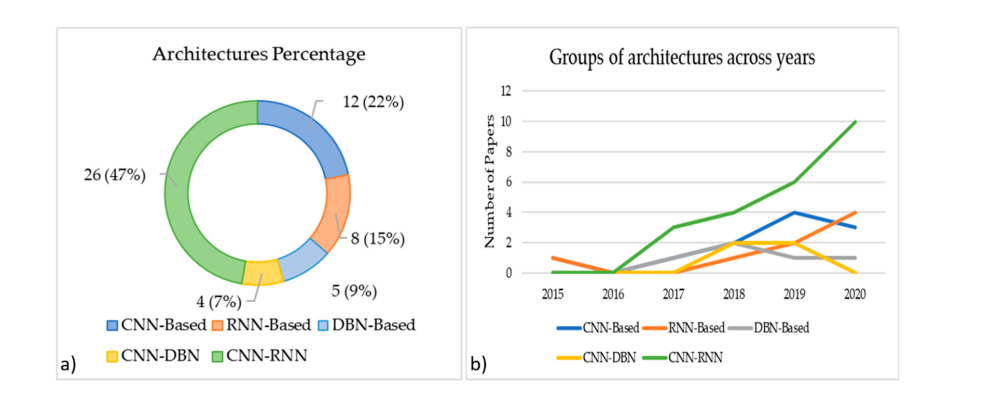 Architectures Percentage
12 (22%)
26 (47%)
8 (15%)
5 (9%)
4 (7%)
CNN-Based RNN-Based DBN-Based
CNN-DBN CNN-RNN
a)
Groups of architectures across years
Number of Papers
12
10
8
6
4
2
0
2015 2016 2017 2018 2019 2020
CNN-Based RNN-Based DBN-Based
CNN-DBN CNN-RNN
b)